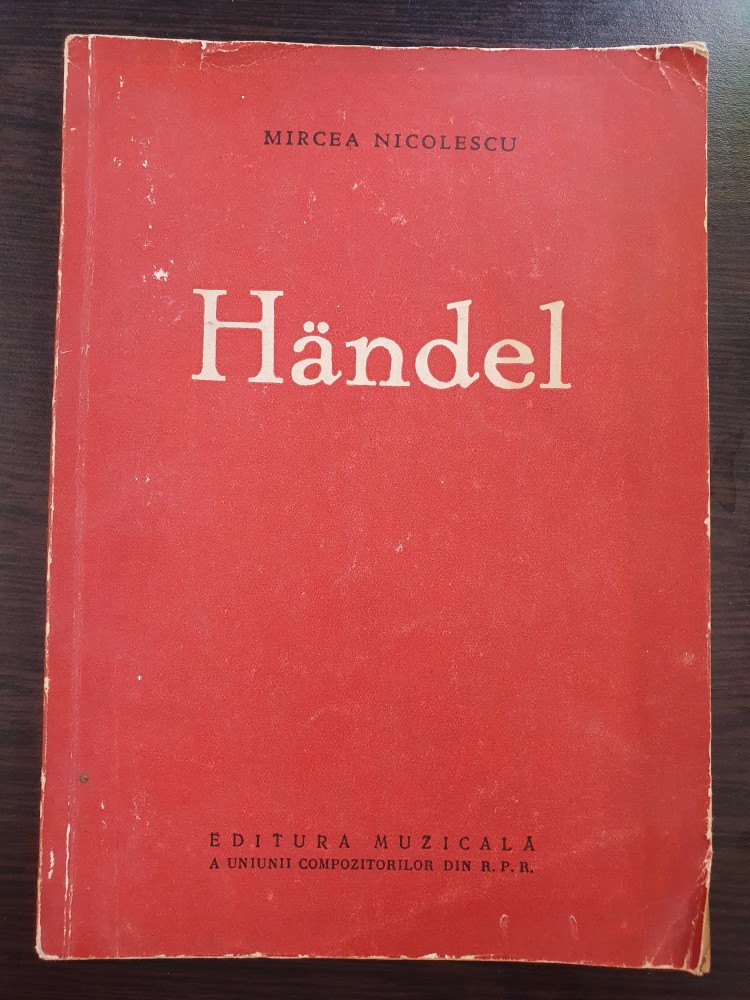 MIRCEA NICOLESCU
Händel
EDITURA MUZICALĂ
A UNIUNII COMPOZITORILOR DIN R. P. R.